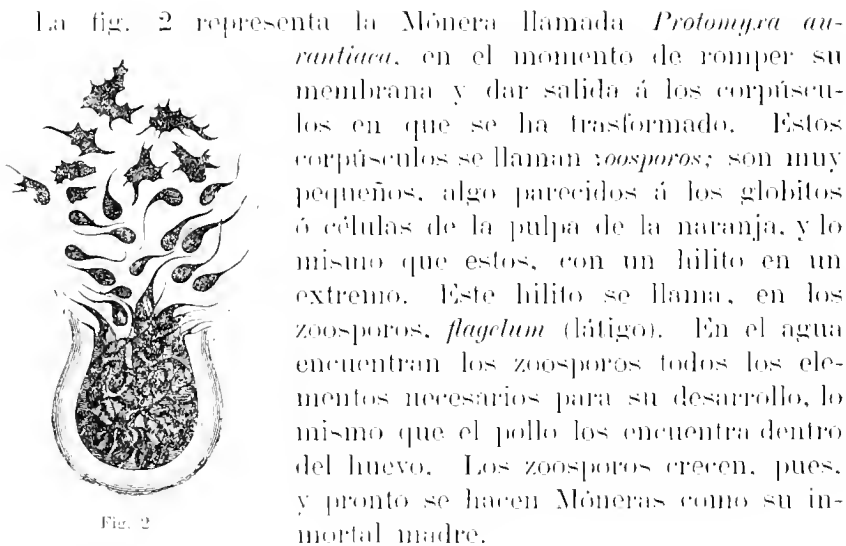 La fig. 2 representa la Mónera llamada Protomyxa au-
rantiaca, en el momento de romper su
membrana y dar salida á los corpúscu-
los en que se ha trasformado. Estos
corpúsculos se llaman zoosporos; son muy
pequeños, algo parecidos á los globitos
ó células de la pulpa de la naranja, y lo
mismo que estos, con un hilito en un
extremo. Este hilito se llama, en los
zoosporos, flagelum (látigo). En el agua
encuentran los zoosporos todos los ele-
mentos necesarios para su desarrollo, lo
mismo que el pollo los encuentra dentro
del huevo. Los zoosporos crecen, pues,
y pronto se hacen Móneras como su in-
mortal madre.
Fig. 2